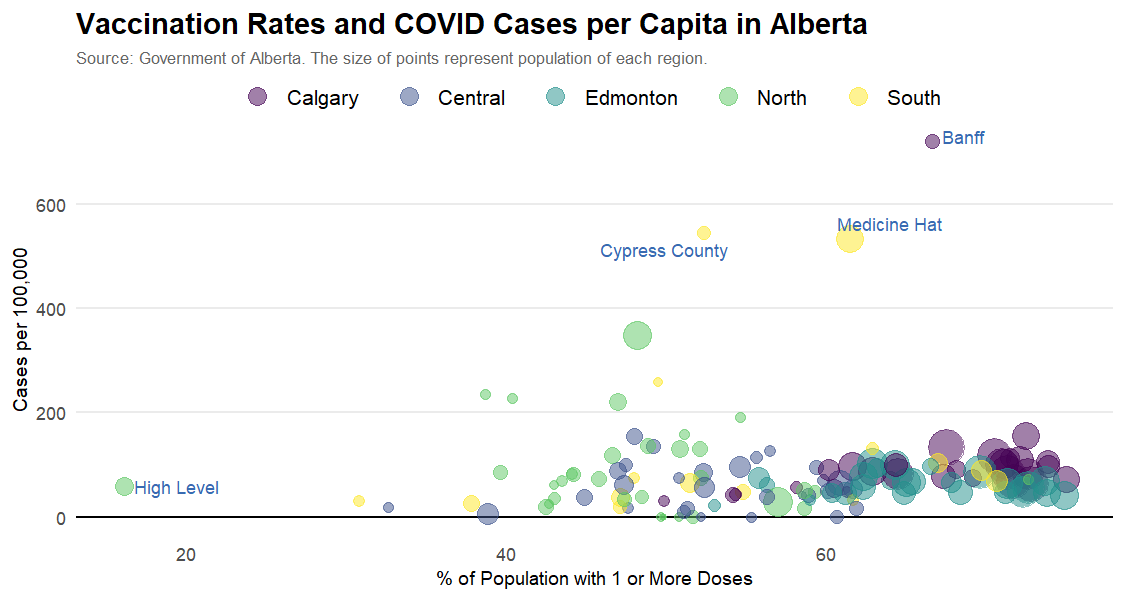 Vaccination Rates and COVID Cases per Capita in Alberta
Source: Government of Alberta. The size of points represent population of each region.
Calgary Central Edmonton North South
Banff
Medicine Hat
Cypress County
High Level
600
400
200
0
Cases per 100,000
20 40 60
% of Population with 1 or More Doses